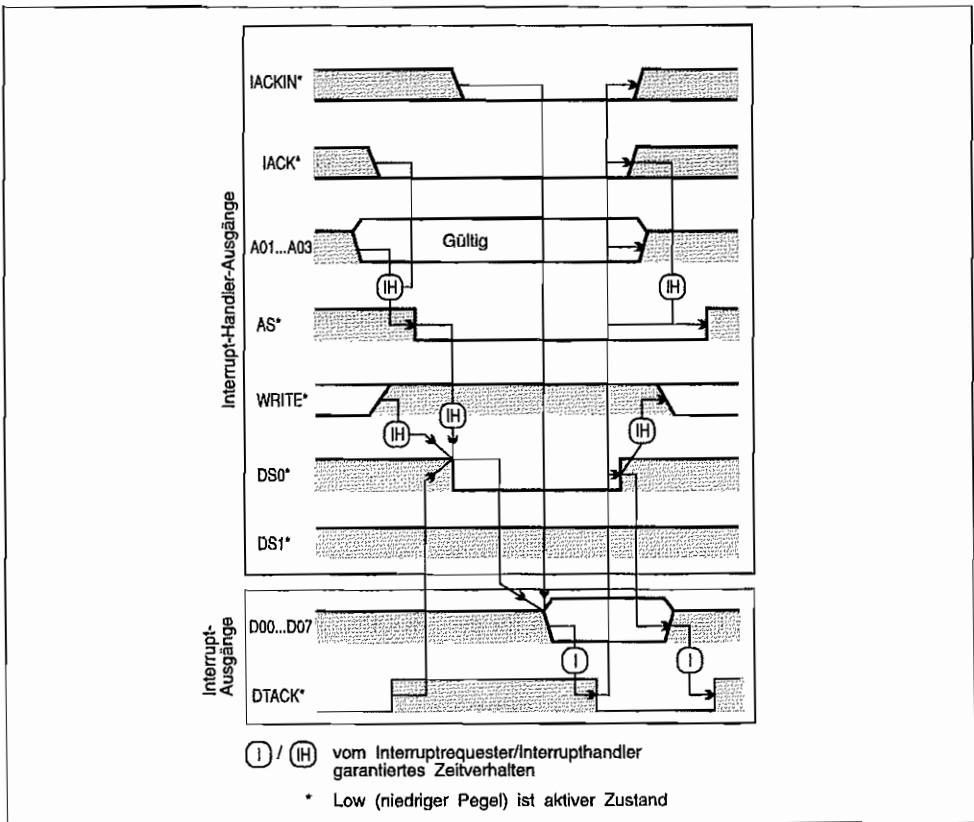 Interrupt-Handler-Ausgänge
IACKIN*
IACK*
A01...A03
Gültig
IH
IH
AS*
WRITE*
IH
IH
IH
DS0*
DS1*
Interrupt-
Ausgänge
D00...D07
I
I
DTACK*
I / IH vom Interruptrequester/Interrupthandler
garantiertes Zeitverhalten
* Low (niedriger Pegel) ist aktiver Zustand